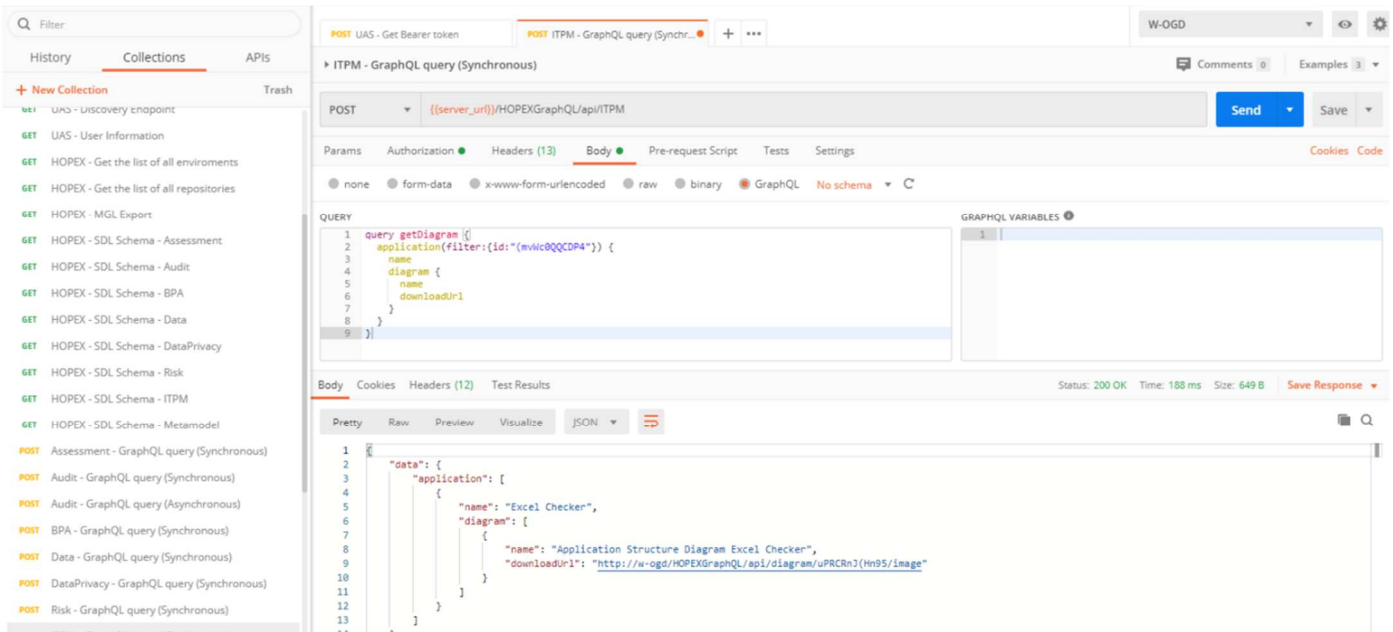 Filter
History Collections APIs
+ New Collection Trash
GET UAS - Discovery Endpoint
GET UAS - User Information
GET HOPEX - Get the list of all enviroments
GET HOPEX - Get the list of all repositories
GET HOPEX - MGL Export
GET HOPEX - SDL Schema - Assessment
GET HOPEX - SDL Schema - Audit
GET HOPEX - SDL Schema - BPA
GET HOPEX - SDL Schema - Data
GET HOPEX - SDL Schema - DataPrivacy
GET HOPEX - SDL Schema - Risk
GET HOPEX - SDL Schema - ITPM
GET HOPEX - SDL Schema - Metamodel
POST Assessment - GraphQL query (Synchronous)
POST Audit - GraphQL query (Synchronous)
POST Audit - GraphQL query (Asynchronous)
POST BPA - GraphQL query (Synchronous)
POST Data - GraphQL query (Synchronous)
POST DataPrivacy - GraphQL query (Synchronous)
POST Risk - GraphQL query (Synchronous)
POST UAS - Get Bearer token POST ITPM - GraphQL query (Synchr... + ••• W-OGD
ITPM - GraphQL query (Synchronous) Comments 0 Examples 3
POST {{server_url}}/HOPEXGraphQL/api/ITPM Send Save
Params Authorization Headers (13) Body Pre-request Script Tests Settings Cookies Code
none form-data x-www-form-urlencoded raw binary GraphQL No schema
QUERY GRAPHQL VARIABLES
1 query getDiagram { 1
2 application(filter:{id:"(mvWc0QQCDP4"}) {
3 name
4 diagram {
5 name
6 downloadUrl
7 }
8 }
9 }
Body Cookies Headers (12) Test Results Status: 200 OK Time: 188 ms Size: 649 B Save Response
Pretty Raw Preview Visualize JSON
1 {
2 "data": {
3 "application": [
4 {
5 "name": "Excel Checker",
6 "diagram": [
7 {
8 "name": "Application Structure Diagram Excel Checker",
9 "downloadUrl": "http://w-ogd/HOPEXGraphQL/api/diagram/uPRCRnJ(Hn95/image"
10 }
11 ]
12 }
13 ]